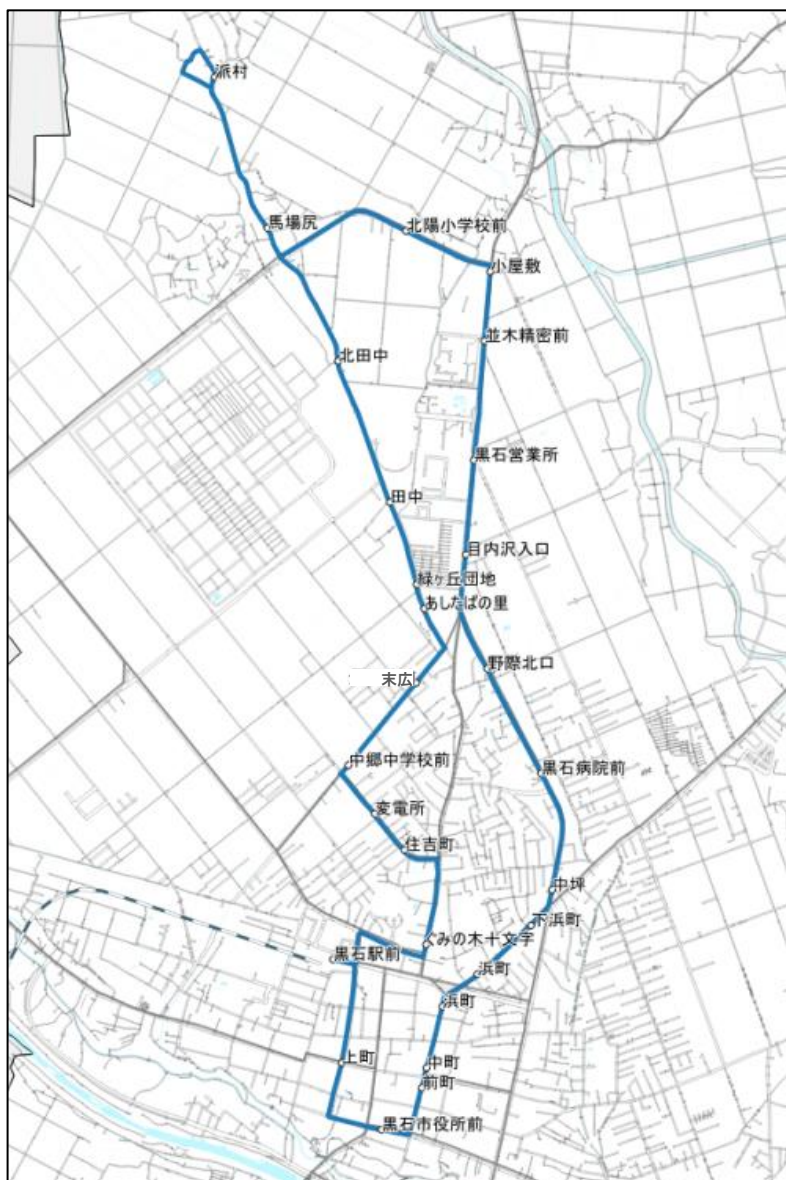 派村
馬場尻
北陽小学校前
小屋敷
並木精密前
北田中
黒石営業所
田中
目内沢入口
緑ヶ丘団地
あしたばの里
野際北口
末広
中郷中学校前
黒石病院前
変電所
住吉町
中坪
下浜町
ぐみの木十文字
黒石駅前
浜町
浜町
上町
中町
前町
黒石市役所前